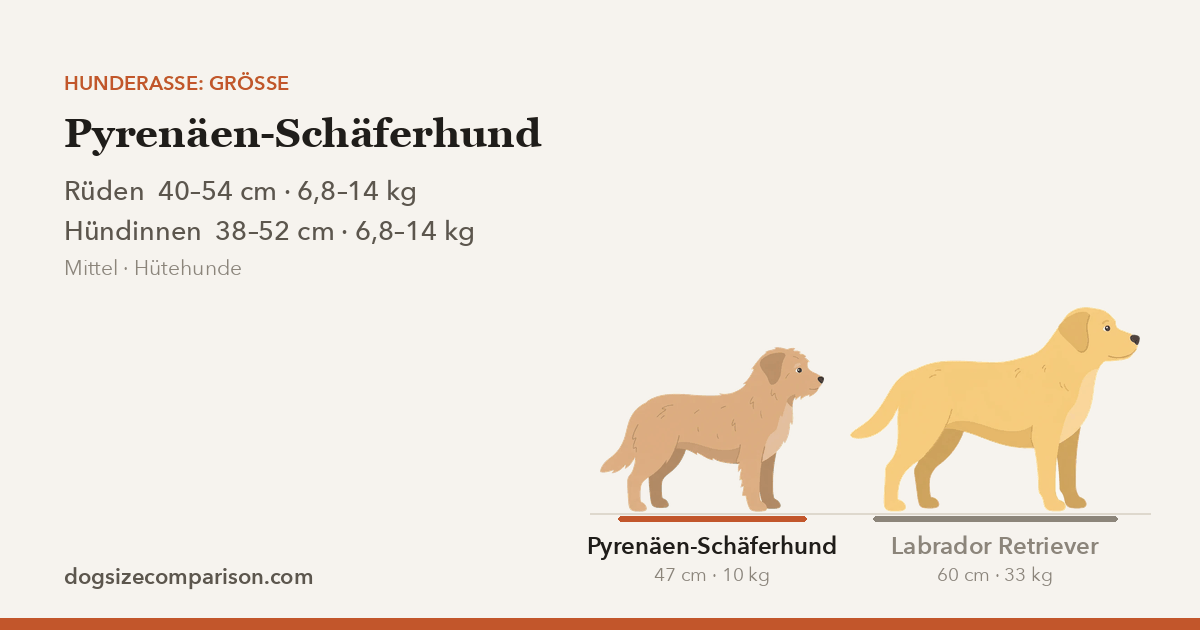 HUNDERASSE: GRÖSSE
Pyrenäen-Schäferhund
Rüden 40–54 cm · 6,8–14 kg
Hündinnen 38–52 cm · 6,8–14 kg
Mittel · Hütehunde
Pyrenäen-Schäferhund
47 cm · 10 kg
Labrador Retriever
60 cm · 33 kg
dogsizecomparison.com